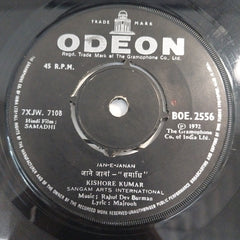 TRADE MARK
ODEON
Regd. Trade Mark of The Gramophone Co.
45 R.P.M.
7XJW. 7108
BOE. 2556
Hindi Film:
SAMADHI
℗ 1972
The Gramophone
Co. of India Ltd.
JAN-E-JANAN
जाने जानां - "समाधि"
KISHORE KUMAR
SANGAM ARTS INTERNATIONAL
Music: Rahul Dev Burman
Lyric: Majrooh